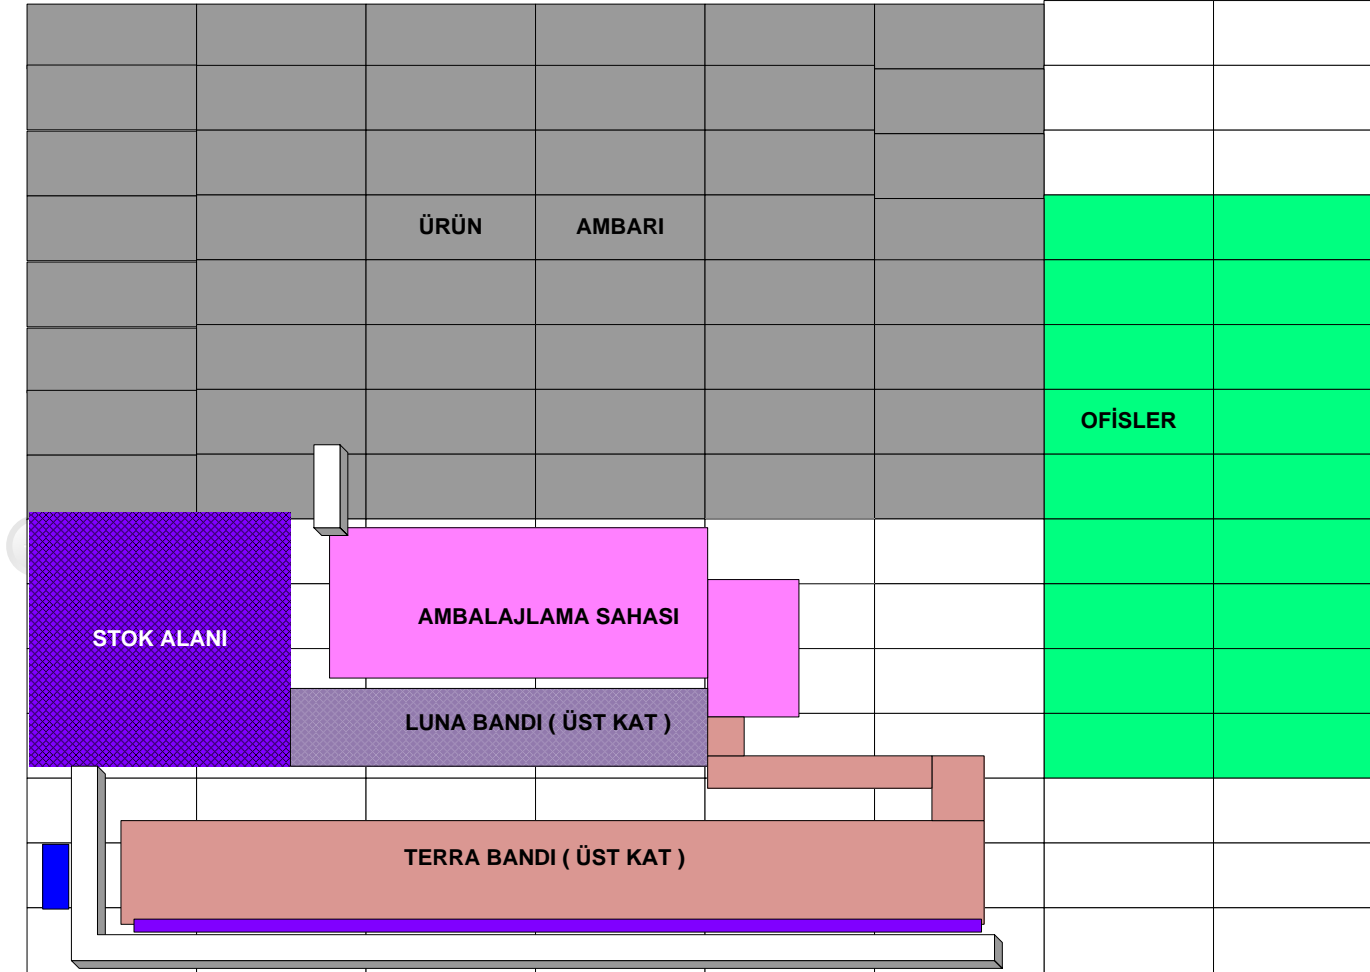 ÜRÜN AMBARI
OFİSLER
AMBALAJLAMA SAHASI
STOK ALANI
LUNA BANDI ( ÜST KAT )
TERRA BANDI ( ÜST KAT )